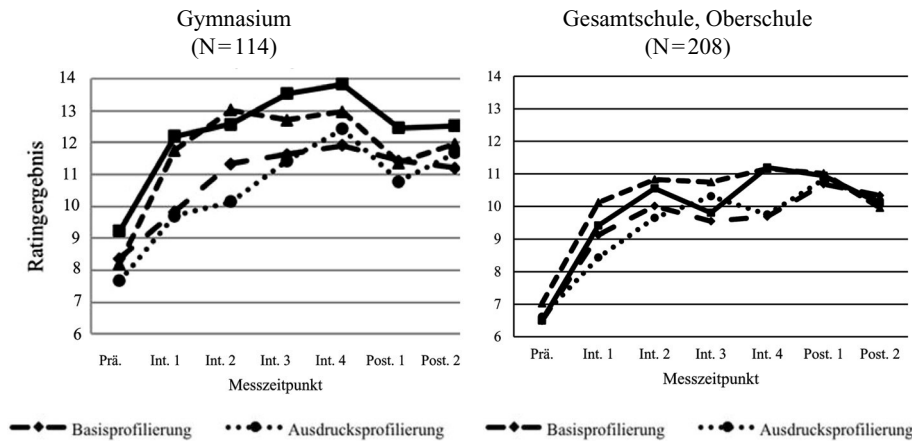 Gymnasium
(N=114)
Gesamtschule, Oberschule
(N=208)
Ratingergebnis
14
13
12
11
10
9
8
7
6
Prä.
Int. 1
Int. 2
Int. 3
Int. 4
Post. 1
Post. 2
Messzeitpunkt
14
13
12
11
10
9
8
7
6
Prä.
Int. 1
Int. 2
Int. 3
Int. 4
Post. 1
Post. 2
Messzeitpunkt
Basisprofilierung
Ausdrucksprofilierung
Basisprofilierung
Ausdrucksprofilierung